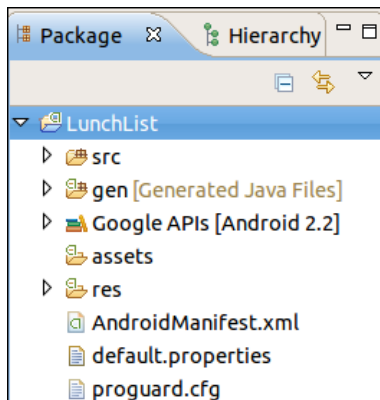 Package Hierarchy
LunchList
src
gen [Generated Java Files]
Google APIs [Android 2.2]
assets
res
AndroidManifest.xml
default.properties
proguard.cfg